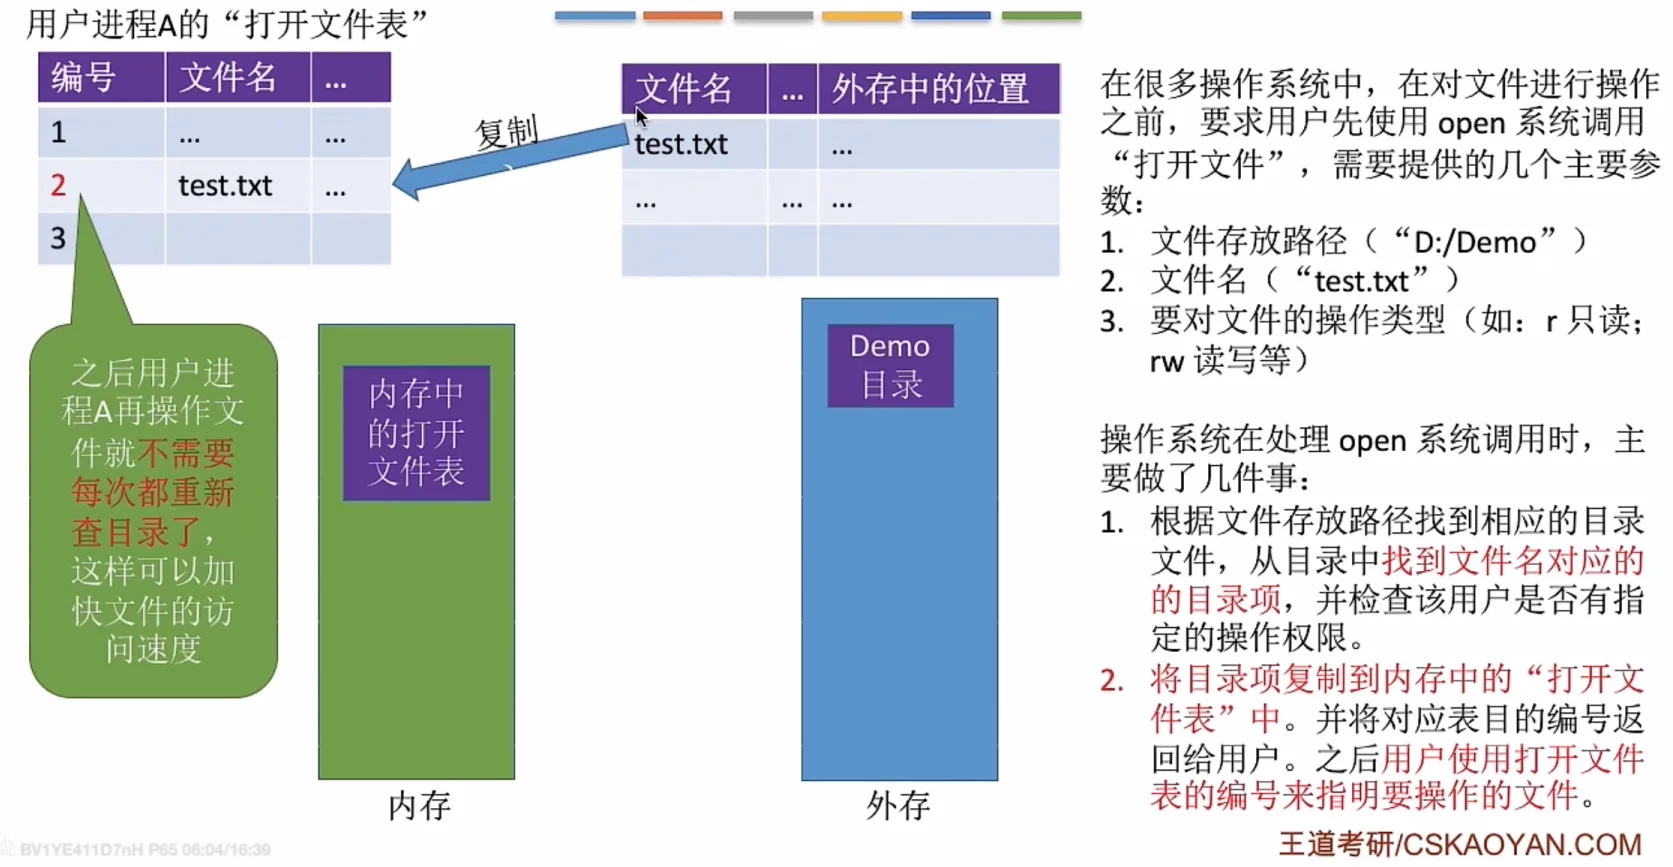 用户进程A的“打开文件表”
编号 文件名 ...
1 ... ...
2 test.txt ...
3
复制
文件名 ... 外存中的位置
test.txt ...
... ... ...
之后用户进
程A再操作文
件就不需要
每次都重新
查目录了，
这样可以加
快文件的访
问速度
内存中
的打开
文件表
内存
Demo
目录
外存
在很多操作系统中，在对文件进行操作
之前，要求用户先使用 open 系统调用
“打开文件”，需要提供的几个主要参
数：
1. 文件存放路径（“D:/Demo”）
2. 文件名（“test.txt”）
3. 要对文件的操作类型（如：r 只读；
rw 读写等）
操作系统在处理 open 系统调用时，主
要做了几件事：
1. 根据文件存放路径找到相应的目录
文件，从目录中找到文件名对应的
的目录项，并检查该用户是否有指
定的操作权限。
2. 将目录项复制到内存中的“打开文
件表”中。并将对应表目的编号返
回给用户。之后用户使用打开文件
表的编号来指明要操作的文件。
王道考研/CSKAOYAN.COM
BV1YE411D7nH P65 06:04/16:39